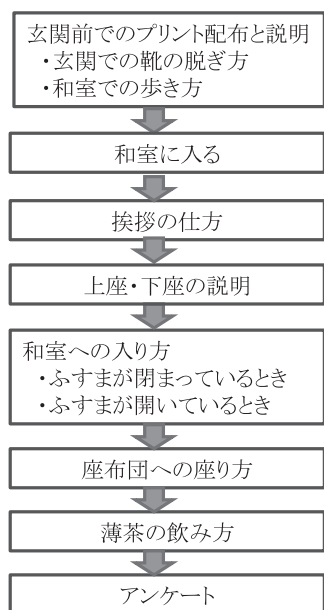 玄関前でのプリント配布と説明
・玄関での靴の脱ぎ方
・和室での歩き方
和室に入る
挨拶の仕方
上座・下座の説明
和室への入り方
・ふすまが閉まっているとき
・ふすまが開いているとき
座布団への座り方
薄茶の飲み方
アンケート